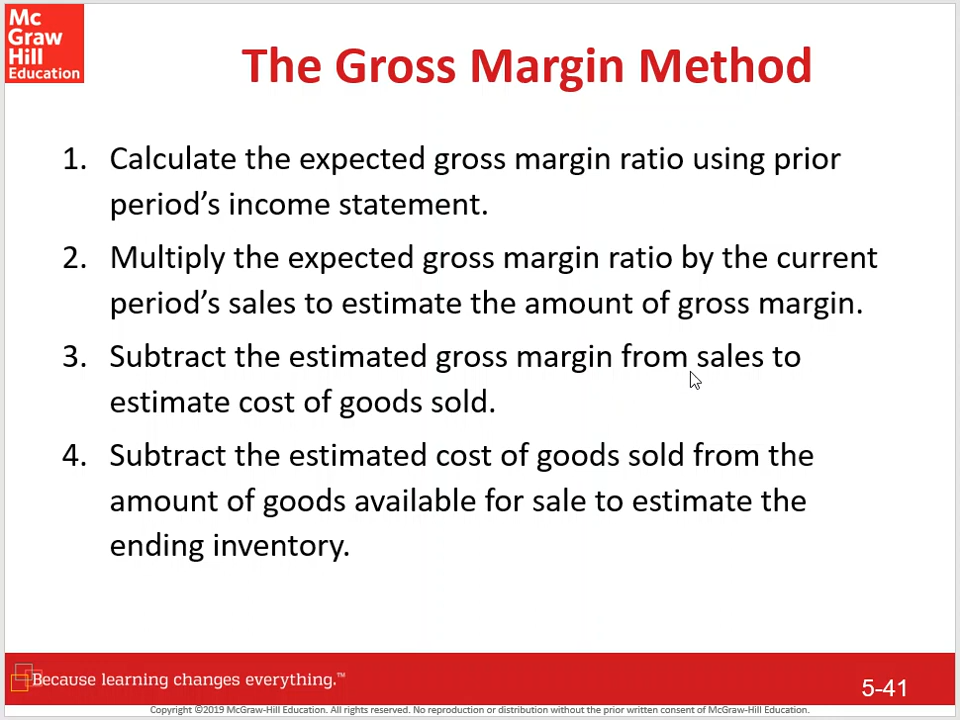 Mc
Graw
Hill
Education
The Gross Margin Method
1. Calculate the expected gross margin ratio using prior
period’s income statement.
2. Multiply the expected gross margin ratio by the current
period’s sales to estimate the amount of gross margin.
3. Subtract the estimated gross margin from sales to
estimate cost of goods sold.
4. Subtract the estimated cost of goods sold from the
amount of goods available for sale to estimate the
ending inventory.
Because learning changes everything.™
5-41
Copyright ©2019 McGraw-Hill Education. All rights reserved. No reproduction or distribution without the prior written consent of McGraw-Hill Education.